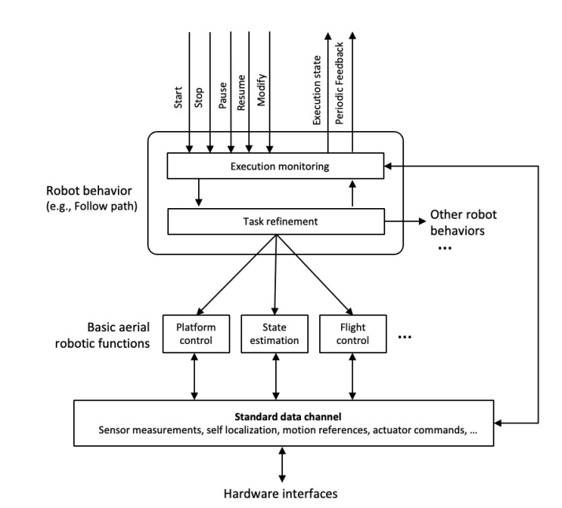 Start
Stop
Pause
Resume
Modify
Execution state
Periodic Feedback
Execution monitoring
Robot behavior
(e.g., Follow path)
Task refinement
Other robot
behaviors
...
Basic aerial
robotic functions
Platform
control
State
estimation
Flight
control
...
Standard data channel
Sensor measurements, self localization, motion references, actuator commands, ...
Hardware interfaces